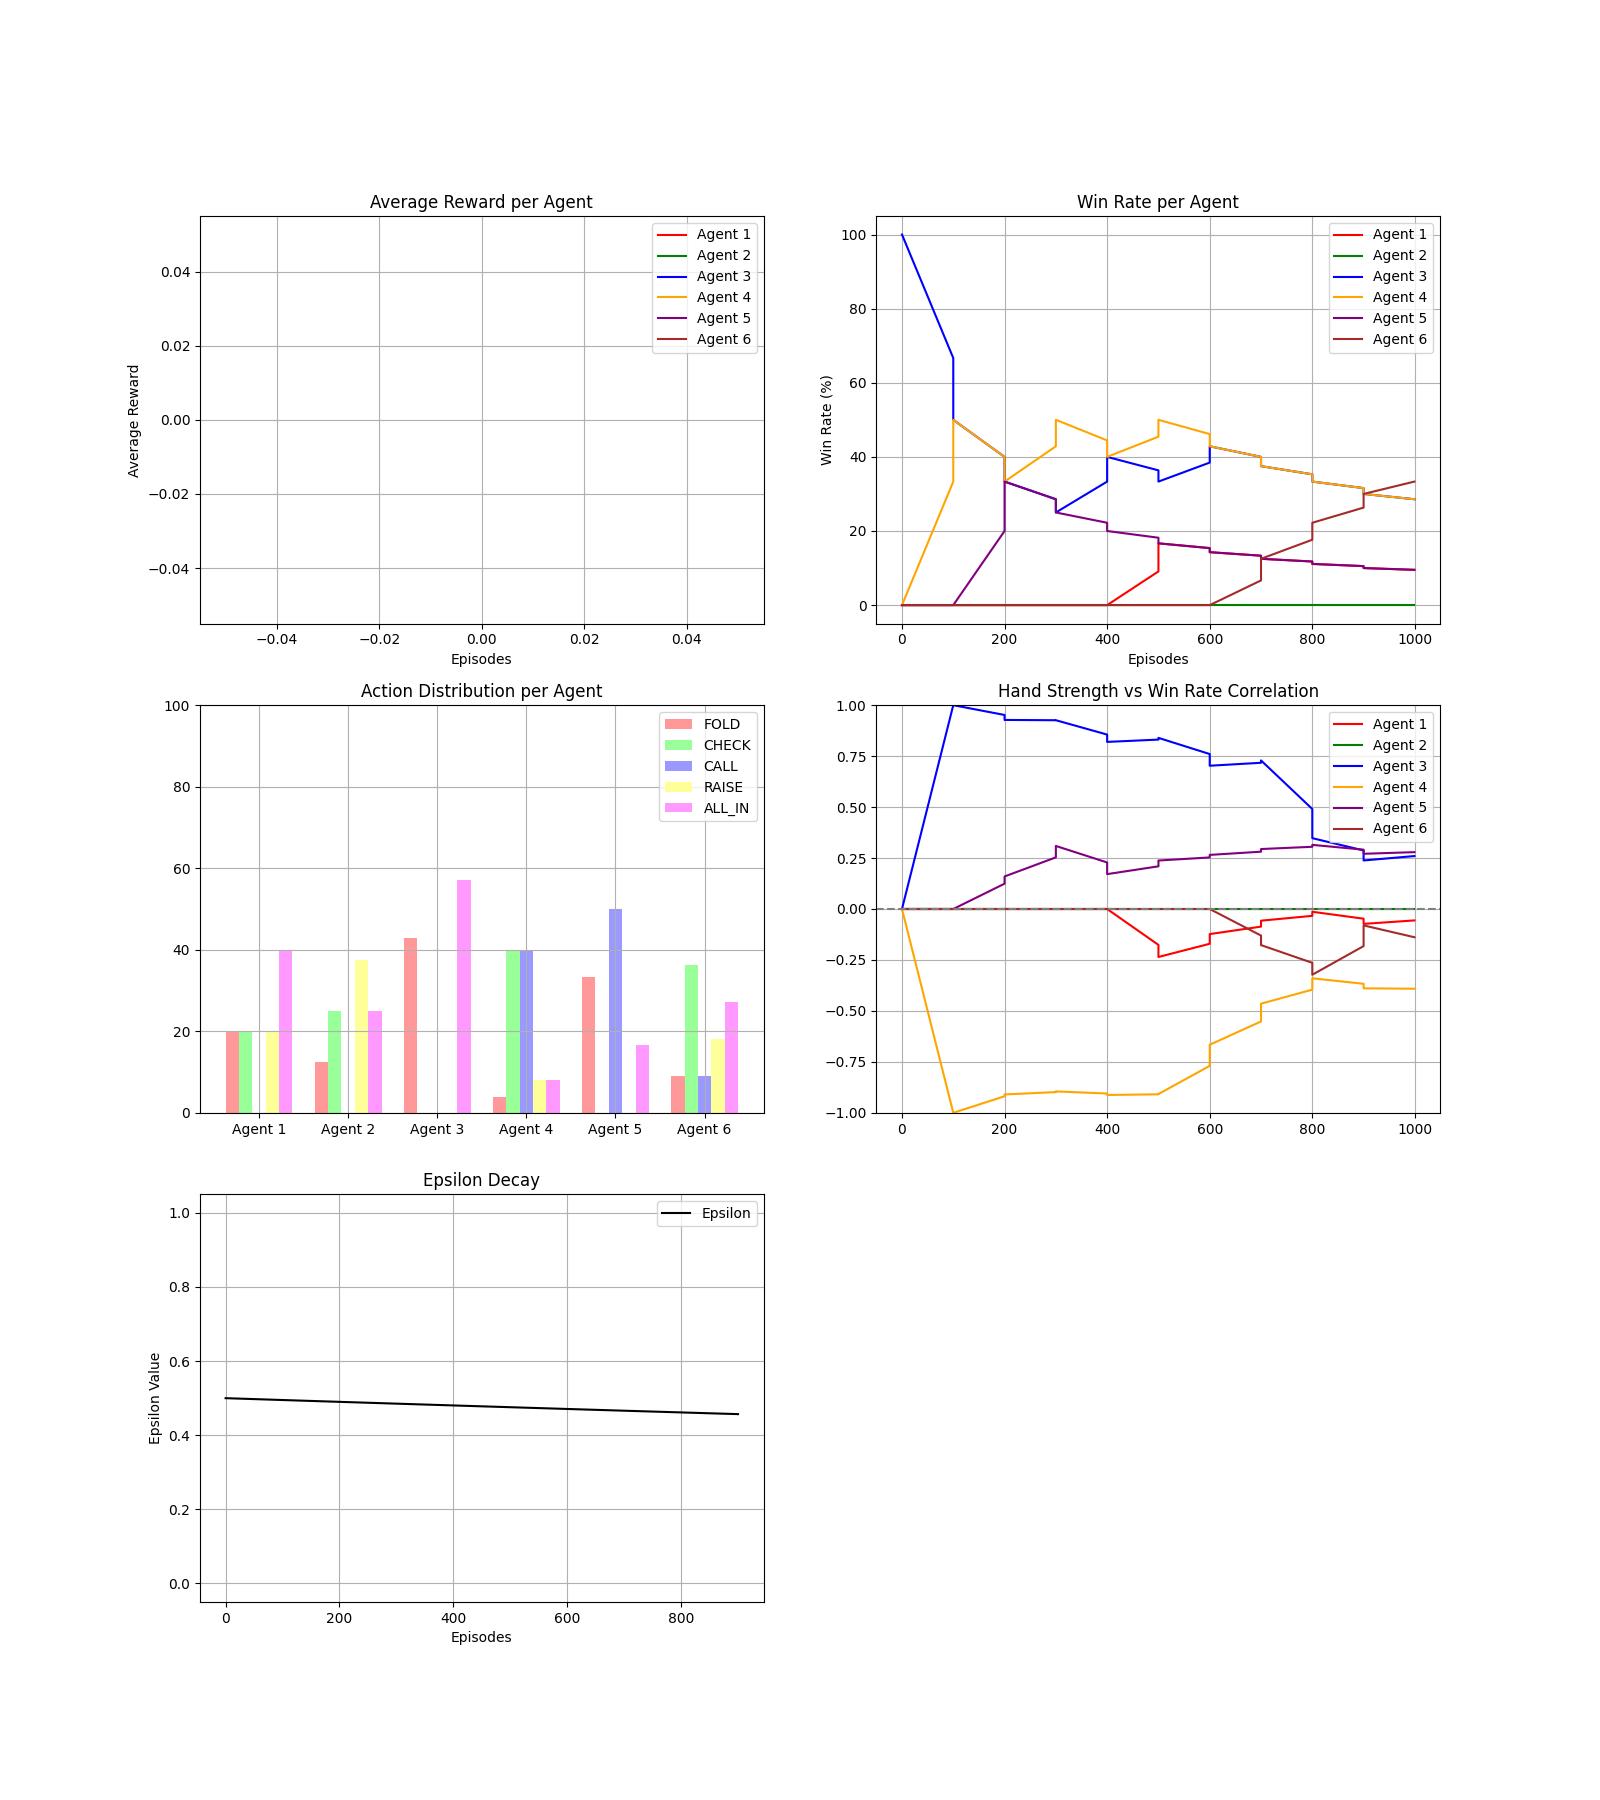 Average Reward per Agent
Average Reward
0.04
0.02
0.00
−0.02
−0.04
−0.04 −0.02 0.00 0.02 0.04
Episodes
Agent 1
Agent 2
Agent 3
Agent 4
Agent 5
Agent 6
Win Rate per Agent
Win Rate (%)
100
80
60
40
20
0
0 200 400 600 800 1000
Episodes
Agent 1
Agent 2
Agent 3
Agent 4
Agent 5
Agent 6
Action Distribution per Agent
100
80
60
40
20
0
Agent 1 Agent 2 Agent 3 Agent 4 Agent 5 Agent 6
FOLD
CHECK
CALL
RAISE
ALL_IN
Hand Strength vs Win Rate Correlation
1.00
0.75
0.50
0.25
0.00
−0.25
−0.50
−0.75
−1.00
0 200 400 600 800 1000
Agent 1
Agent 2
Agent 3
Agent 4
Agent 5
Agent 6
Epsilon Decay
Epsilon Value
1.0
0.8
0.6
0.4
0.2
0.0
0 200 400 600 800
Episodes
Epsilon